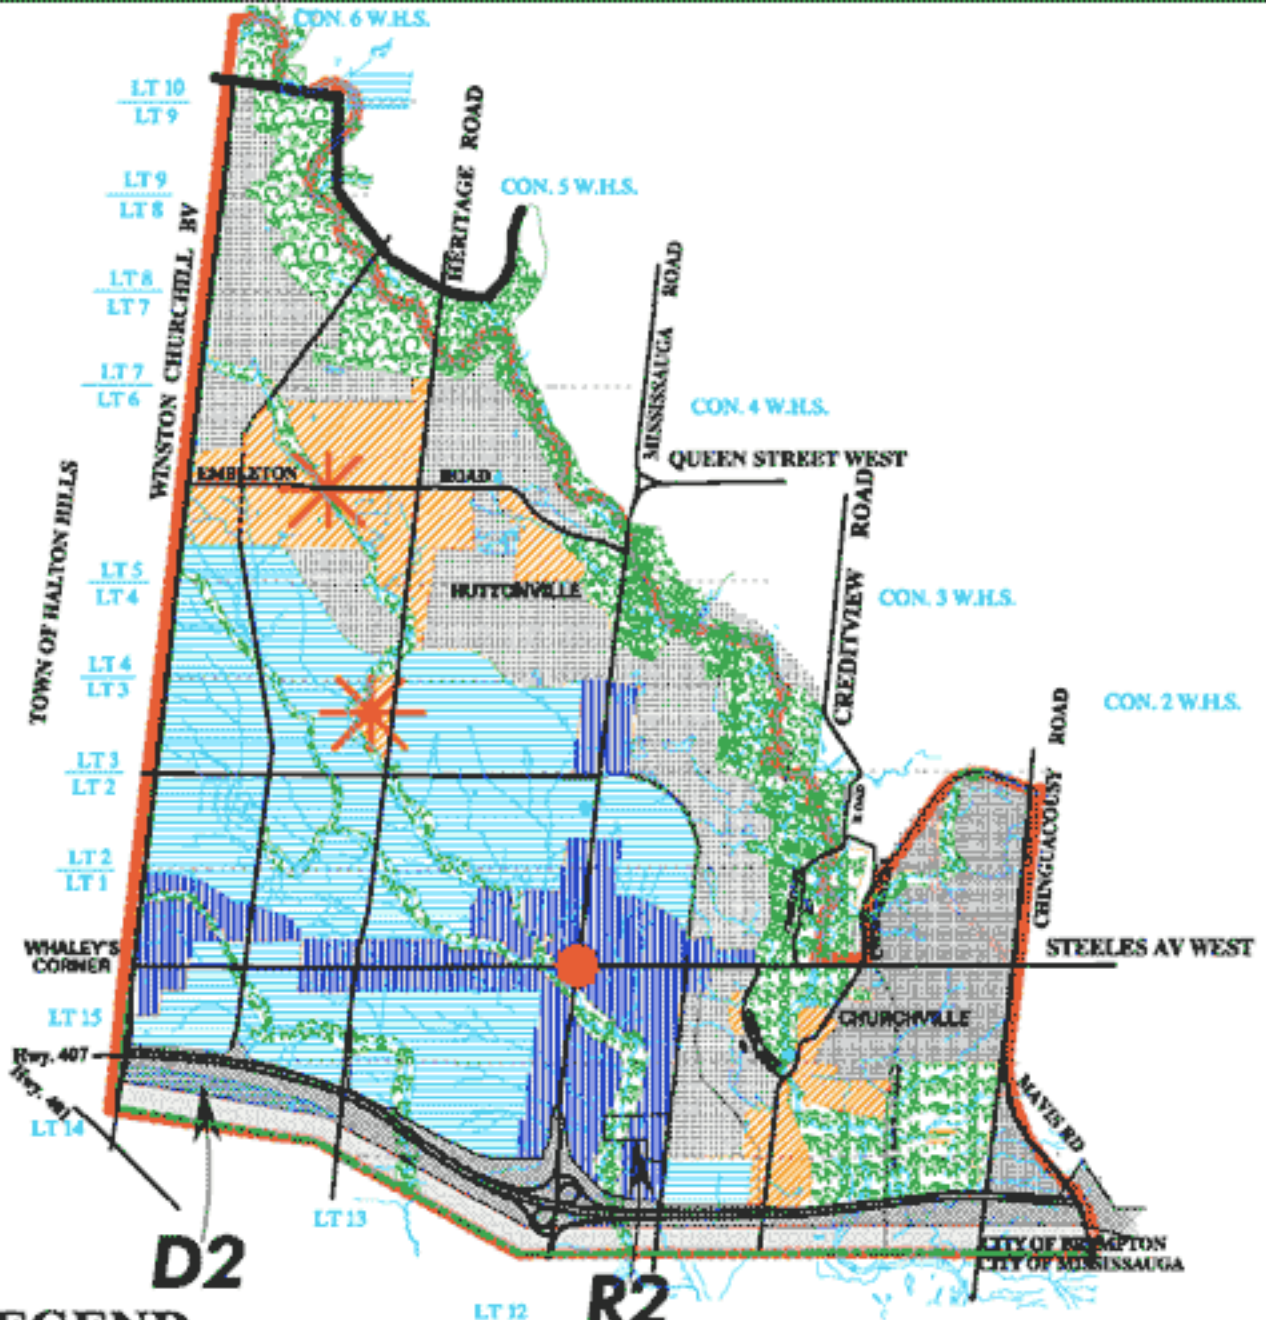 CON. 6 W.H.S.
LT 10
LT 9
HERITAGE ROAD
LT 9
LT 8
CON. 5 W.H.S.
WINSTON CHURCHILL BV
MISSISSAUGA ROAD
LT 8
LT 7
LT 7
LT 6
CON. 4 W.H.S.
QUEEN STREET WEST
EMBLETON ROAD
CREDITVIEW ROAD
TOWN OF HALTON HILLS
LT 5
LT 4
HUTTONVILLE
CON. 3 W.H.S.
LT 4
LT 3
CON. 2 W.H.S.
LT 3
LT 2
ROAD
CHINGUACOUSY ROAD
LT 2
LT 1
WHALEY'S
CORNER
STEELES AV WEST
LT 15
CHURCHVILLE
Hwy. 407
Hwy. 401
LT 14
MAVIS RD
LT 13
D2
CITY OF BRAMPTON
CITY OF MISSISSAUGA
R2
LT 12